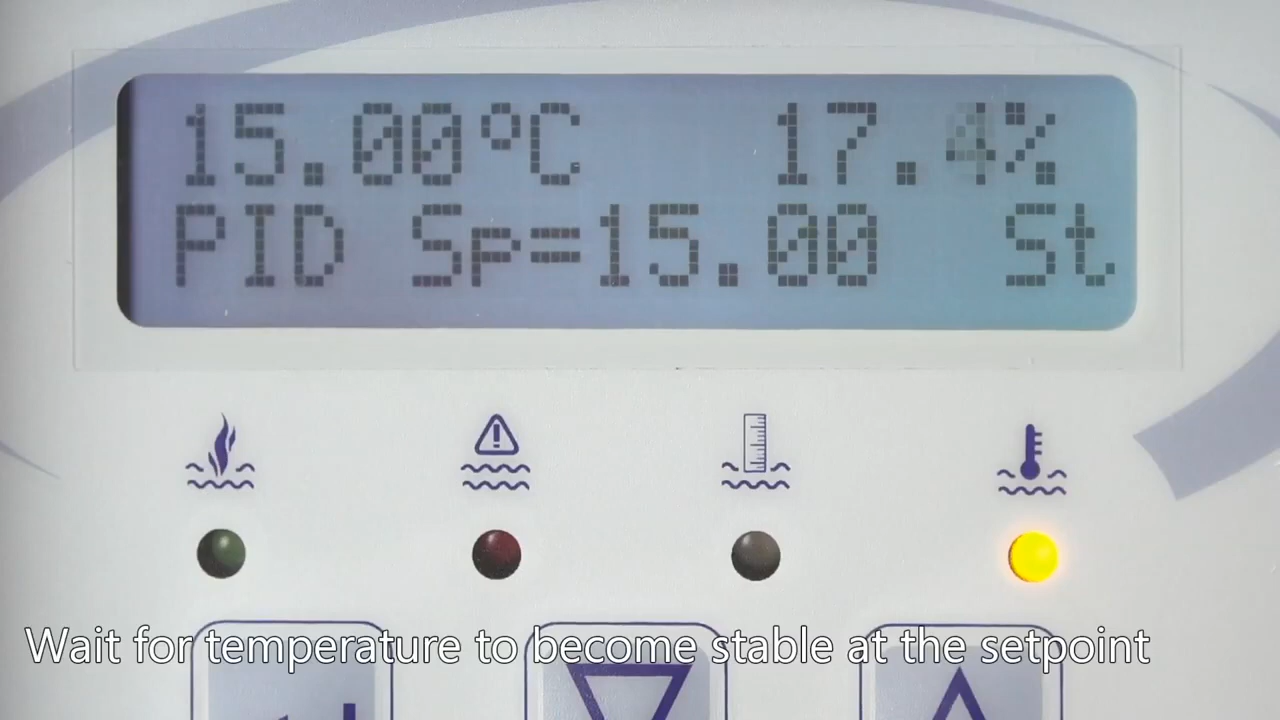 15.00°C 17.4%
PID Sp=15.00 St
Wait for temperature to become stable at the setpoint